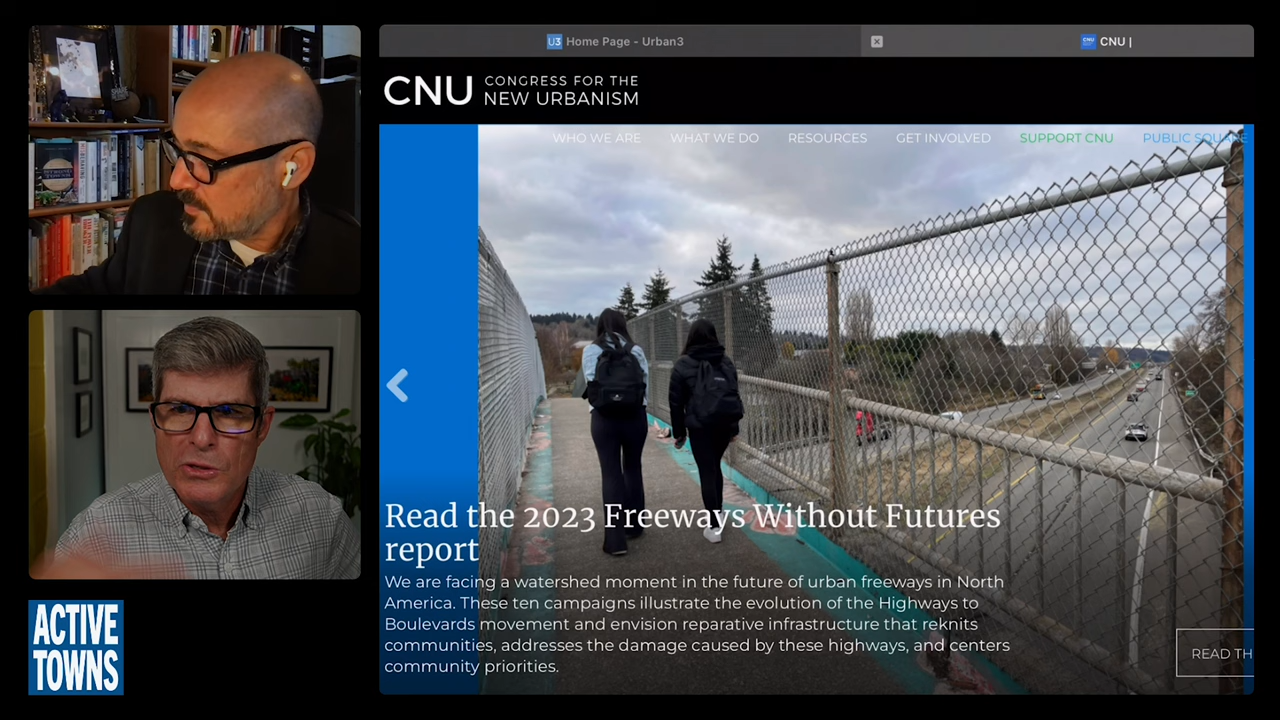 U3 Home Page - Urban3
CNU CNU |
CNU CONGRESS FOR THE
NEW URBANISM
WHO WE ARE WHAT WE DO RESOURCES GET INVOLVED SUPPORT CNU PUBLIC SQUARE
Read the 2023 Freeways Without Futures
report
We are facing a watershed moment in the future of urban freeways in North
America. These ten campaigns illustrate the evolution of the Highways to
Boulevards movement and envision reparative infrastructure that reknits
communities, addresses the damage caused by these highways, and centers
community priorities.
READ TH
ACTIVE
TOWNS